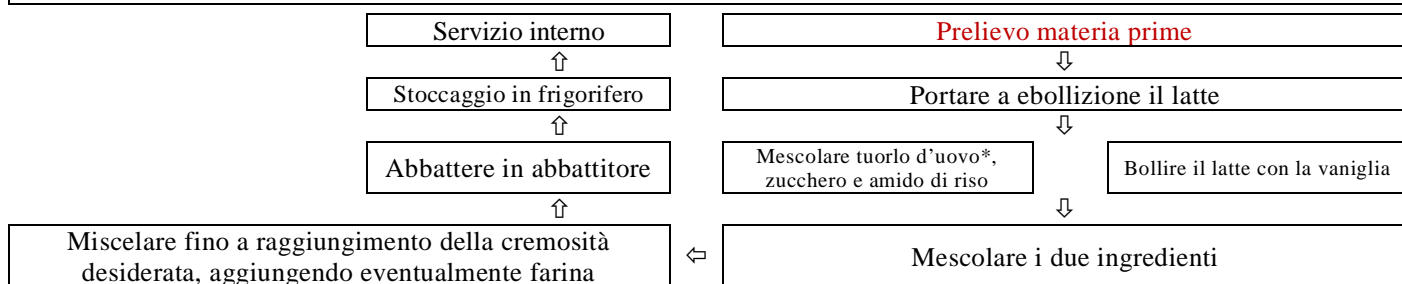 Servizio interno
Prelievo materia prime
⇧
⇩
Stoccaggio in frigorifero
Portare a ebollizione il latte
⇧
⇩
Abbattere in abbattitore
Mescolare tuorlo d'uovo*,
zucchero e amido di riso
Bollire il latte con la vaniglia
⇧
⇩
Miscelare fino a raggiungimento della cremosità
desiderata, aggiungendo eventualmente farina
⇦
Mescolare i due ingredienti